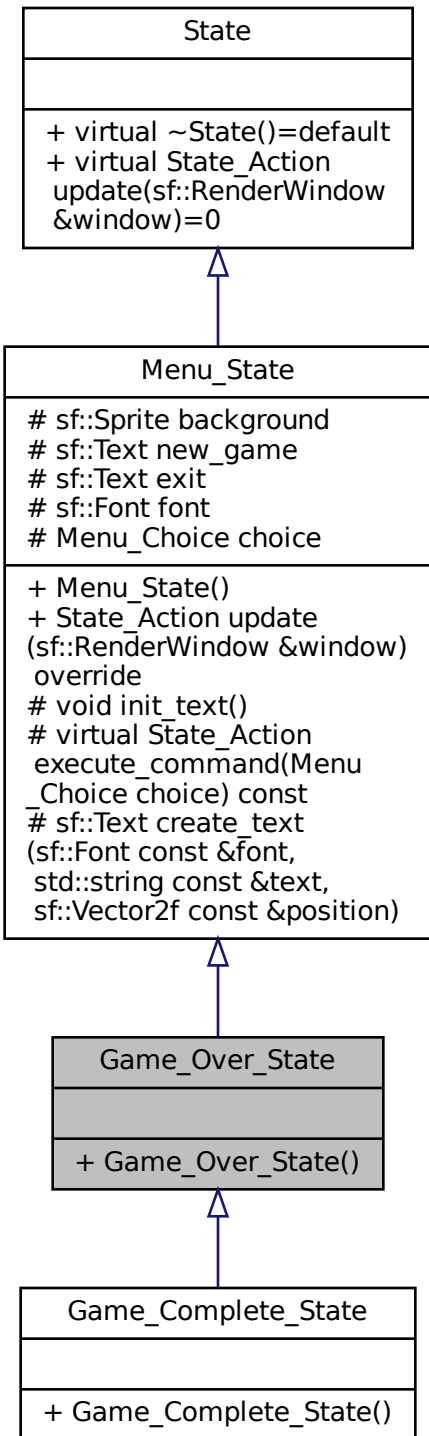 State
+ virtual ~State()=default
+ virtual State_Action
update(sf::RenderWindow
&window)=0
Menu_State
# sf::Sprite background
# sf::Text new_game
# sf::Text exit
# sf::Font font
# Menu_Choice choice
+ Menu_State()
+ State_Action update
(sf::RenderWindow &window)
override
# void init_text()
# virtual State_Action
execute_command(Menu
_Choice choice) const
# sf::Text create_text
(sf::Font const &font,
std::string const &text,
sf::Vector2f const &position)
Game_Over_State
+ Game_Over_State()
Game_Complete_State
+ Game_Complete_State()